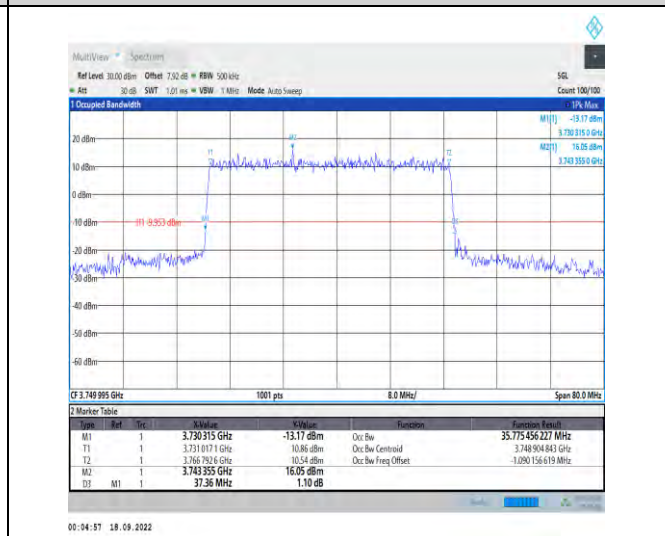 MultiView Spectrum
Ref Level 30.00 dBm Offset 7.92 dB RBW 500 kHz SGL
Att 30 dB SWT 1.01 ms VBW 1 MHz Mode Auto Sweep Count 100/100
1 Occupied Bandwidth 1Pk Max
M1[1] -13.17 dBm
3.730 315 0 GHz
M2[1] 16.05 dBm
3.743 355 0 GHz
20 dBm
10 dBm
0 dBm
-10 dBm
H1 -9.953 dBm
-20 dBm
-30 dBm
-40 dBm
-50 dBm
-60 dBm
T1
M2
T2
M1
CF 3.749 995 GHz 1001 pts 8.0 MHz/ Span 80.0 MHz
2 Marker Table
Type Ref Trc X-Value Y-Value Function Function Result
M1 1 3.730 315 GHz -13.17 dBm Occ Bw 35.775 456 227 MHz
T1 1 3.731 017 1 GHz 10.86 dBm Occ Bw Centroid 3.748 904 843 GHz
T2 1 3.766 792 6 GHz 10.54 dBm Occ Bw Freq Offset -1.090 156 619 MHz
M2 1 3.743 355 GHz 16.05 dBm
D3 M1 1 37.36 MHz 1.10 dB
00:04:57 18.09.2022